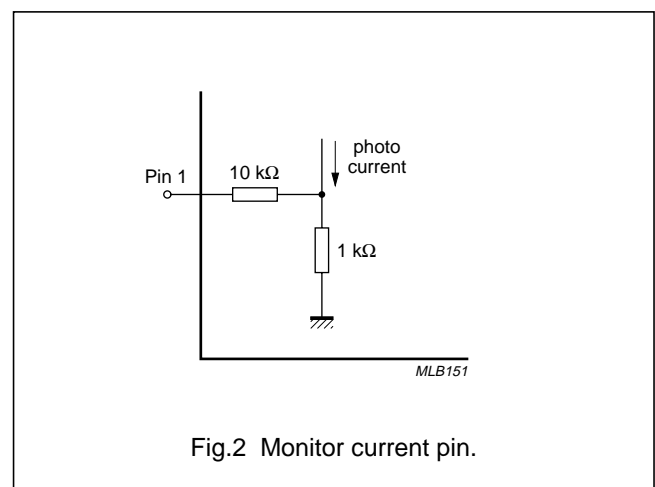 photo
current
10 kΩ
Pin 1
1 kΩ
MLB151
Fig.2 Monitor current pin.